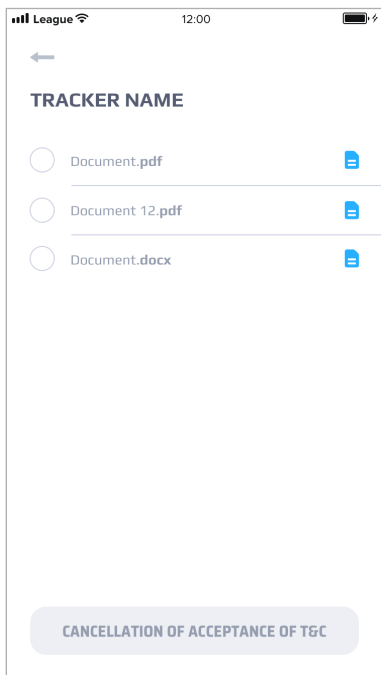 League
12:00
TRACKER NAME
Document.pdf
Document 12.pdf
Document.docx
CANCELLATION OF ACCEPTANCE OF T&C